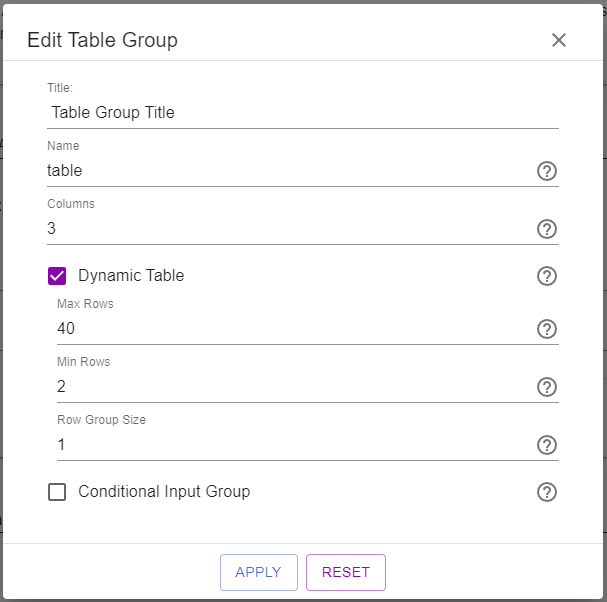 Edit Table Group
Title:
Table Group Title
Name
table
Columns
3
Dynamic Table
Max Rows
40
Min Rows
2
Row Group Size
1
Conditional Input Group
APPLY RESET